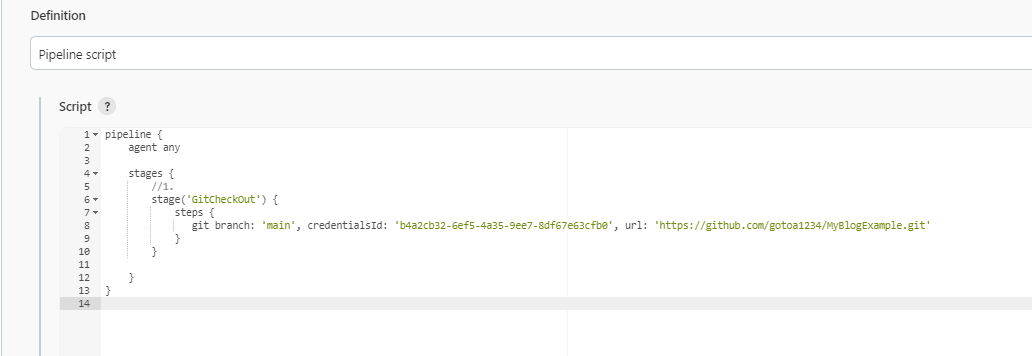 Definition
Pipeline script
Script ?
1 pipeline {
2 agent any
3
4 stages {
5 //1.
6 stage('GitCheckOut') {
7 steps {
8 git branch: 'main', credentialsId: 'b4a2cb32-6ef5-4a35-9ee7-8df67e63cfb0', url: 'https://github.com/gotoa1234/MyBlogExample.git'
9 }
10 }
11
12 }
13 }
14